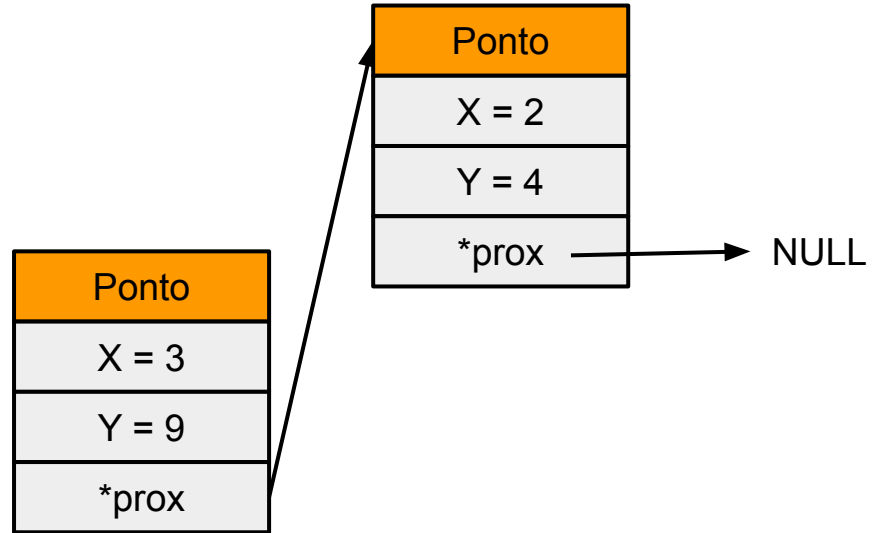 Ponto
X = 2
Y = 4
*prox
NULL
Ponto
X = 3
Y = 9
*prox